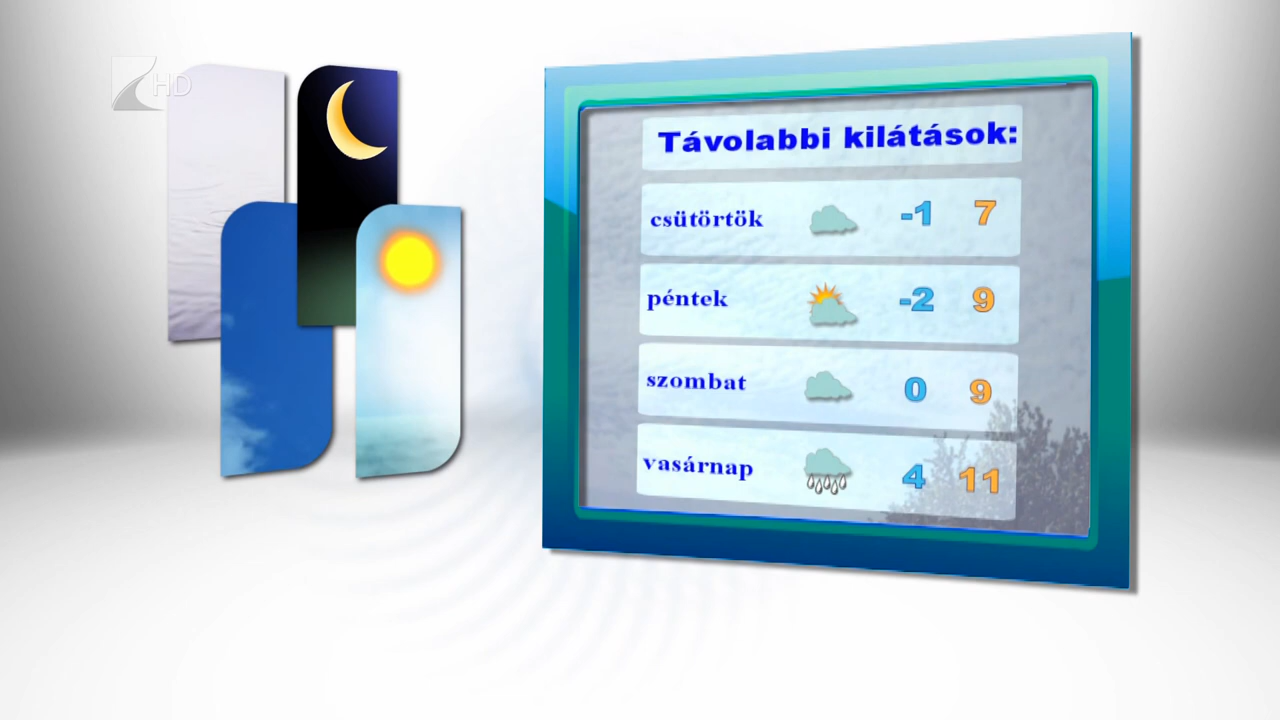 HD
Távolabbi kilátások:
csütörtök -1 7
péntek -2 9
szombat 0 9
vasárnap 4 11